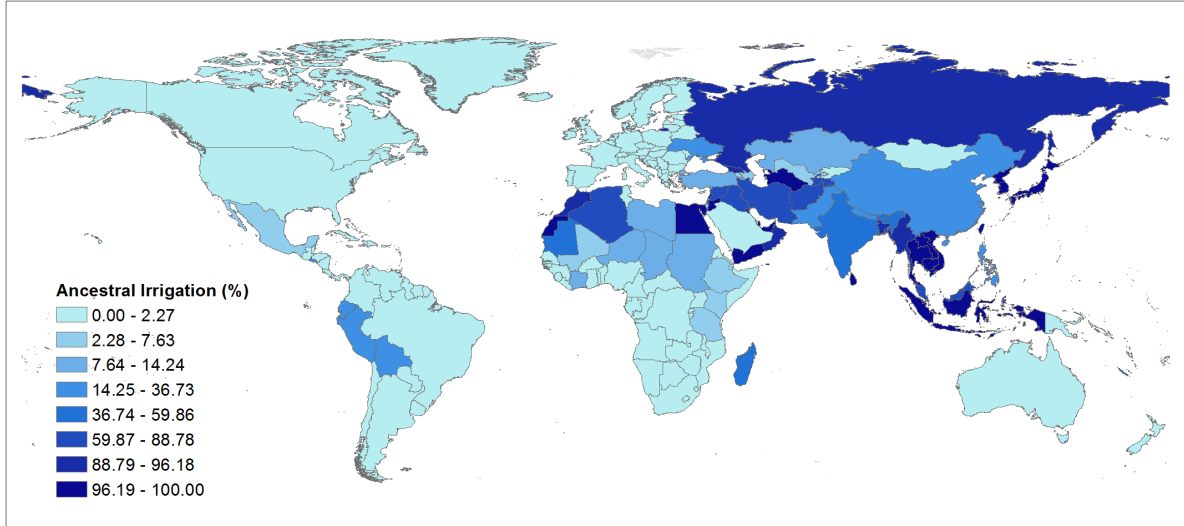 Ancestral Irrigation (%)
0.00 - 2.27
2.28 - 7.63
7.64 - 14.24
14.25 - 36.73
36.74 - 59.86
59.87 - 88.78
88.79 - 96.18
96.19 - 100.00